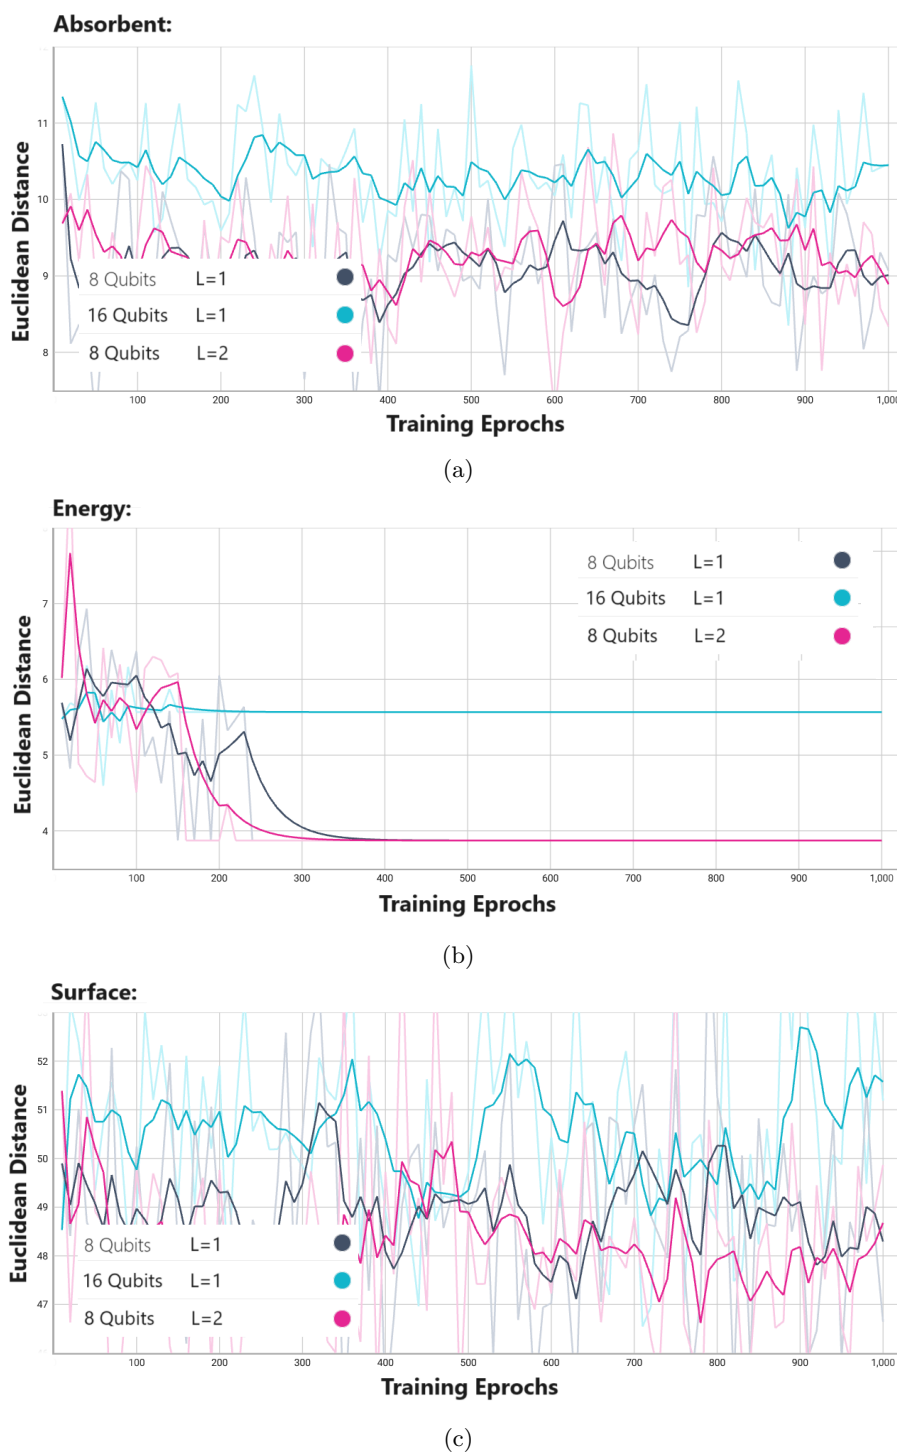 Absorbent:
Euclidean Distance
11
10
9
8
8 Qubits L=1
16 Qubits L=1
8 Qubits L=2
100 200 300 400 500 600 700 800 900 1,000
Training Eprochs
(a)
Energy:
Euclidean Distance
7
6
5
4
8 Qubits L=1
16 Qubits L=1
8 Qubits L=2
100 200 300 400 500 600 700 800 900 1,000
Training Eprochs
(b)
Surface:
Euclidean Distance
52
51
50
49
48
47
8 Qubits L=1
16 Qubits L=1
8 Qubits L=2
100 200 300 400 500 600 700 800 900 1,000
Training Eprochs
(c)